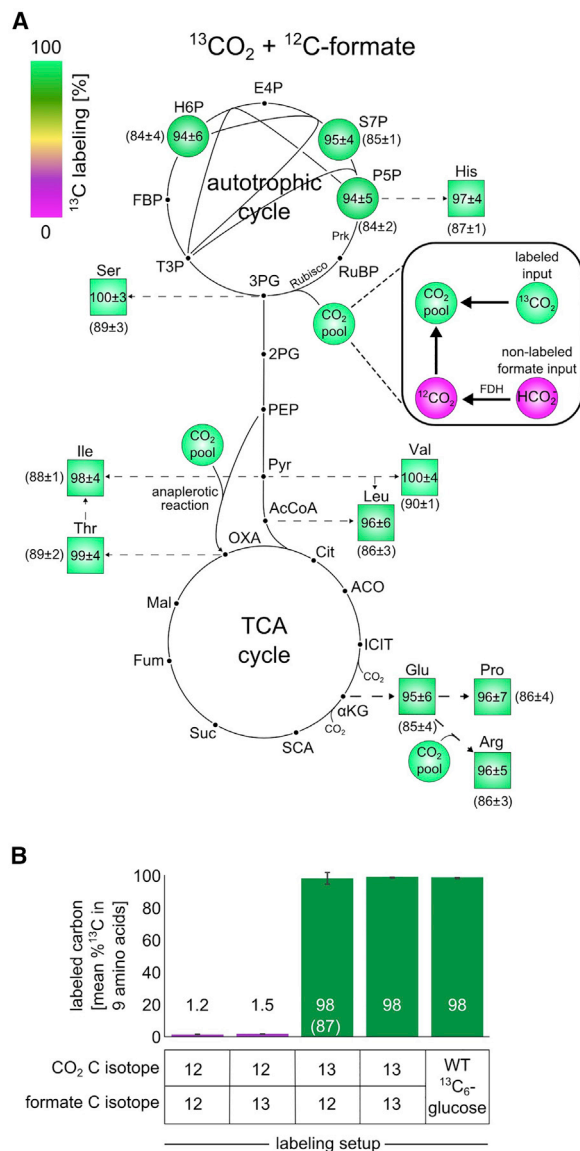 A
100
¹³C labeling [%]
0
¹³CO₂ + ¹²C-formate
E4P
H6P
(84±4)
94±6
S7P
95±4
(85±1)
autotrophic
cycle
P5P
94±5
(84±2)
His
97±4
(87±1)
FBP
Prk
T3P
RuBP
Rubisco
3PG
Ser
100±3
(89±3)
CO₂
pool
labeled
input
CO₂
pool
¹³CO₂
non-labeled
formate input
¹²CO₂
FDH
HCO₂⁻
2PG
PEP
CO₂
pool
anaplerotic
reaction
Pyr
Ile
(88±1)
98±4
Val
100±4
(90±1)
Leu
96±6
(86±3)
AcCoA
Thr
(89±2)
99±4
OXA
Cit
Mal
ACO
TCA
cycle
ICIT
CO₂
Fum
αKG
CO₂
Suc
SCA
Glu
95±6
(85±4)
Pro
96±7
(86±4)
CO₂
pool
Arg
96±5
(86±3)
B
labeled carbon
[mean %¹³C in
9 amino acids]
100
80
60
40
20
0
1.2
1.5
98
(87)
98
98
CO₂ C isotope
12
12
13
13
WT
¹³C₆-
glucose
formate C isotope
12
13
12
13
labeling setup